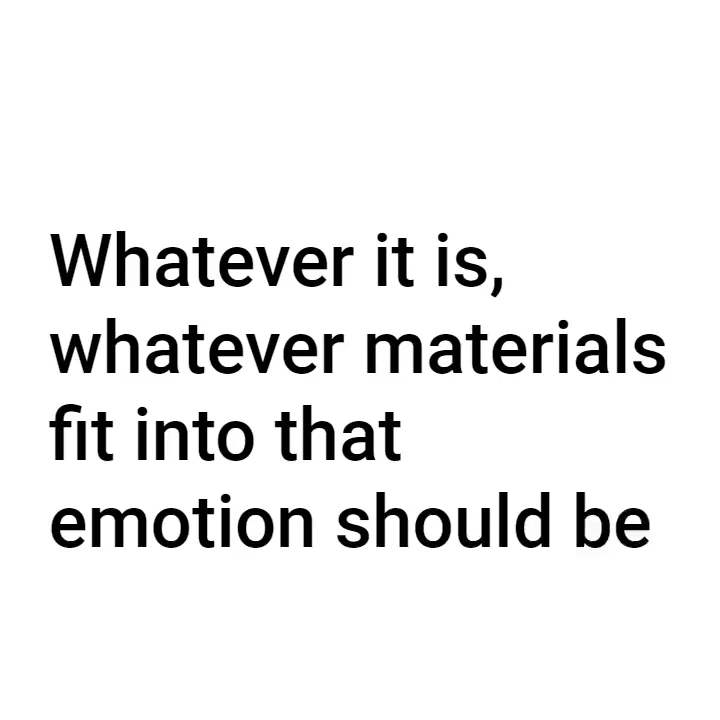 Whatever it is,
whatever materials
fit into that
emotion should be